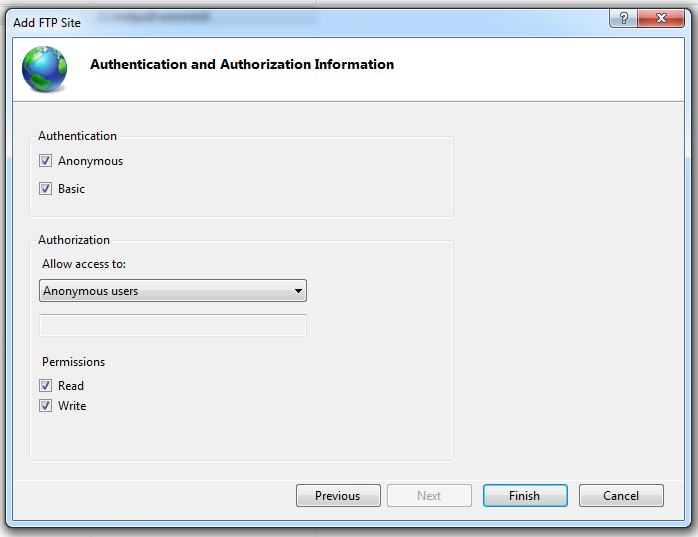 Add FTP Site
?
Authentication and Authorization Information
Authentication
Anonymous
Basic
Authorization
Allow access to:
Anonymous users
Permissions
Read
Write
Previous Next Finish Cancel